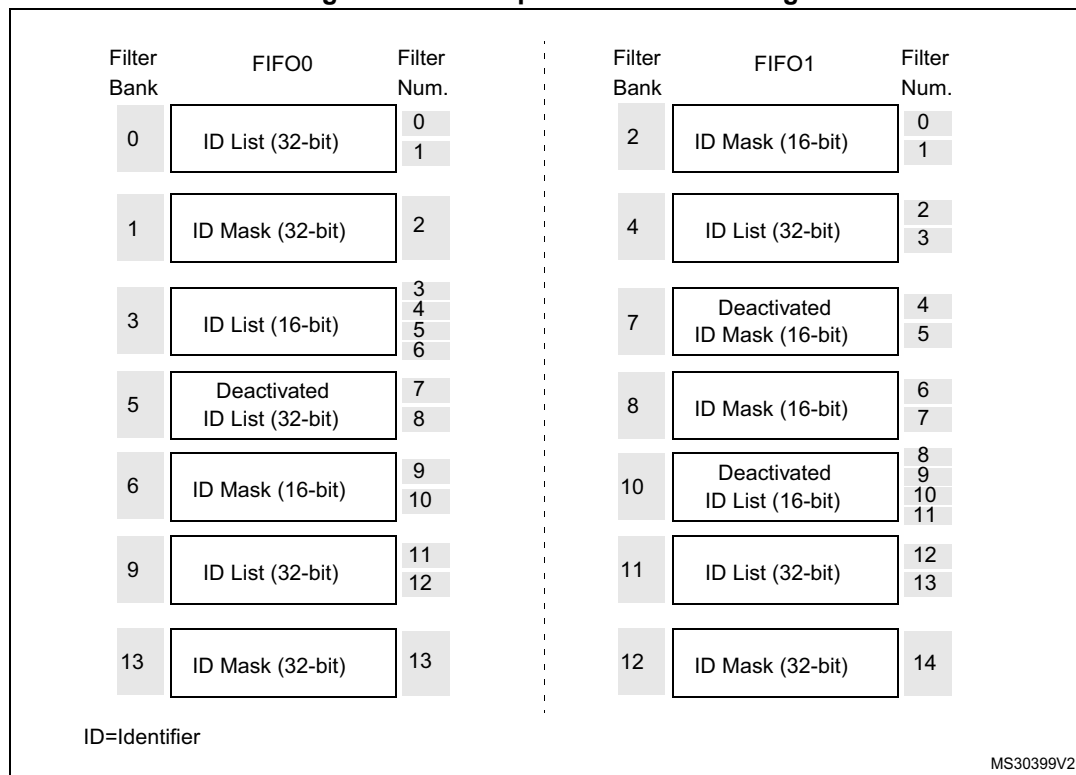 Filter Bank FIFO0 Filter Num.
0 ID List (32-bit) 0 1
1 ID Mask (32-bit) 2
3 ID List (16-bit) 3 4 5 6
5 Deactivated ID List (32-bit) 7 8
6 ID Mask (16-bit) 9 10
9 ID List (32-bit) 11 12
13 ID Mask (32-bit) 13
Filter Bank FIFO1 Filter Num.
2 ID Mask (16-bit) 0 1
4 ID List (32-bit) 2 3
7 Deactivated ID Mask (16-bit) 4 5
8 ID Mask (16-bit) 6 7
10 Deactivated ID List (16-bit) 8 9 10 11
11 ID List (32-bit) 12 13
12 ID Mask (32-bit) 14
ID=Identifier
MS30399V2